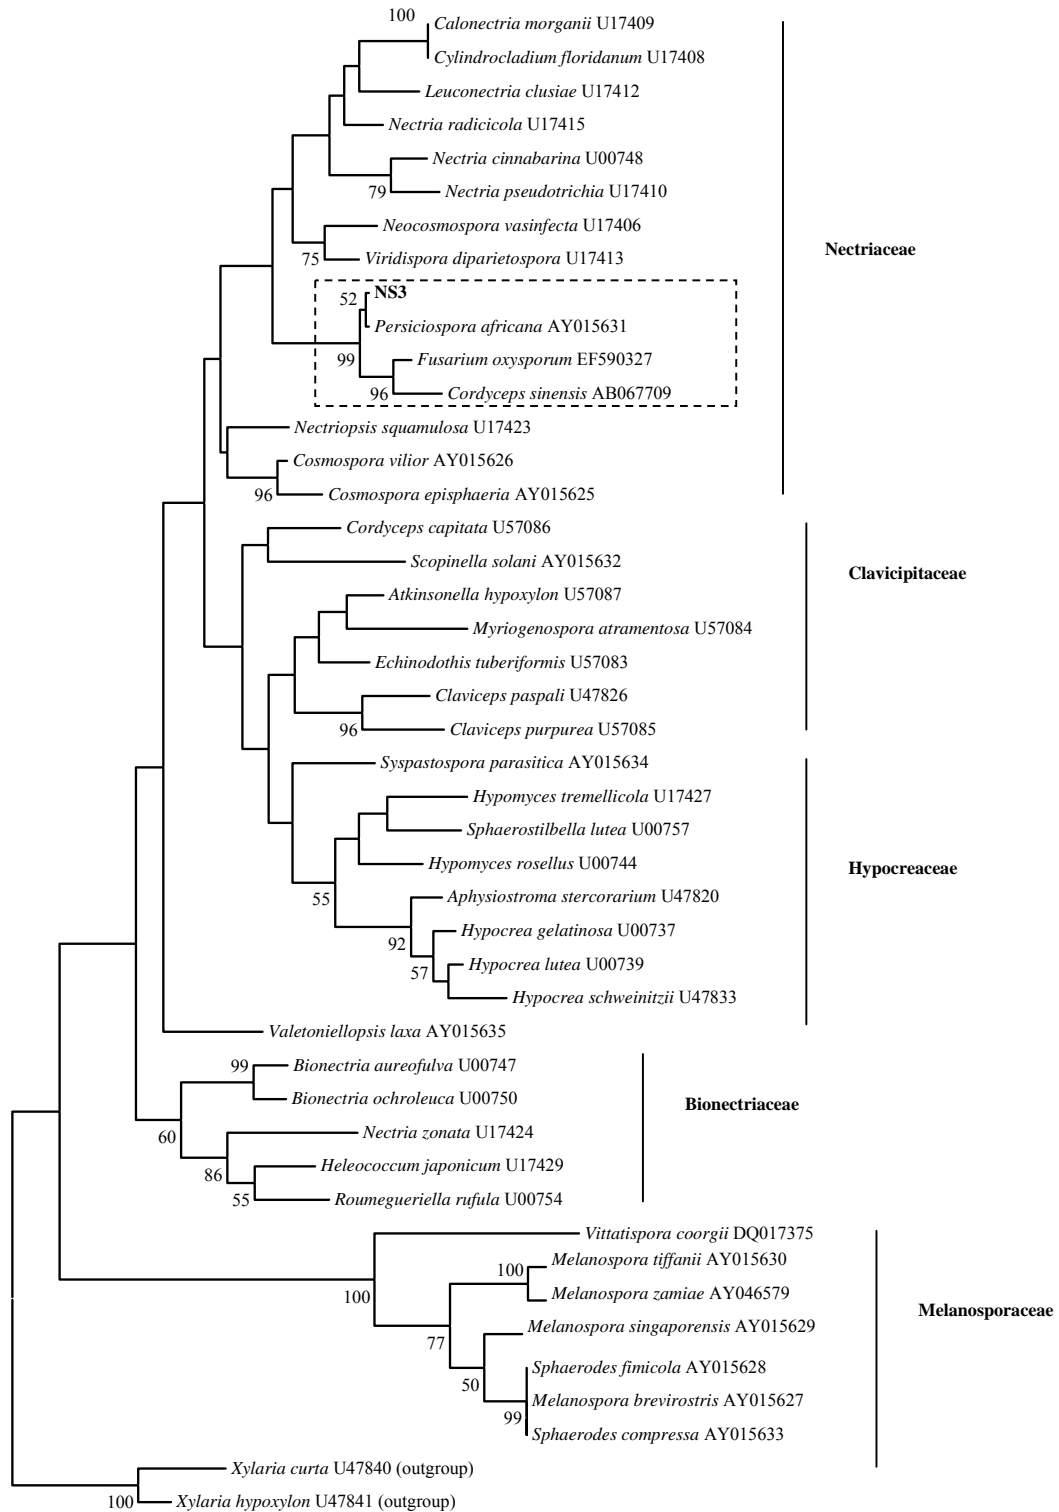 100
Calonectria morganii U17409
Cylindrocladium floridanum U17408
Leuconectria clusiae U17412
Nectria radicicola U17415
Nectria cinnabarina U00748
79
Nectria pseudotrichia U17410
Neocosmospora vasinfecta U17406
75
Viridispora diparietospora U17413
Nectriaceae
52
NS3
Persiciospora africana AY015631
99
Fusarium oxysporum EF590327
96
Cordyceps sinensis AB067709
Nectriopsis squamulosa U17423
Cosmospora vilior AY015626
96
Cosmospora episphaeria AY015625
Cordyceps capitata U57086
Scopinella solani AY015632
Clavicipitaceae
Atkinsonella hypoxylon U57087
Myriogenospora atramentosa U57084
Echinodothis tuberiformis U57083
Claviceps paspali U47826
96
Claviceps purpurea U57085
Syspastospora parasitica AY015634
Hypomyces tremellicola U17427
Sphaerostilbella lutea U00757
Hypomyces rosellus U00744
Hypocreaceae
55
Aphysiostroma stercorarium U47820
92
Hypocrea gelatinosa U00737
57
Hypocrea lutea U00739
Hypocrea schweinitzii U47833
Valetoniellopsis laxa AY015635
99
Bionectria aureofulva U00747
Bionectria ochroleuca U00750
Bionectriaceae
60
Nectria zonata U17424
86
Heleococcum japonicum U17429
55
Roumegueriella rufula U00754
Vittatispora coorgii DQ017375
100
Melanospora tiffanii AY015630
100
Melanospora zamiae AY046579
Melanosporaceae
77
Melanospora singaporensis AY015629
50
Sphaerodes fimicola AY015628
Melanospora brevirostris AY015627
99
Sphaerodes compressa AY015633
Xylaria curta U47840 (outgroup)
100
Xylaria hypoxylon U47841 (outgroup)